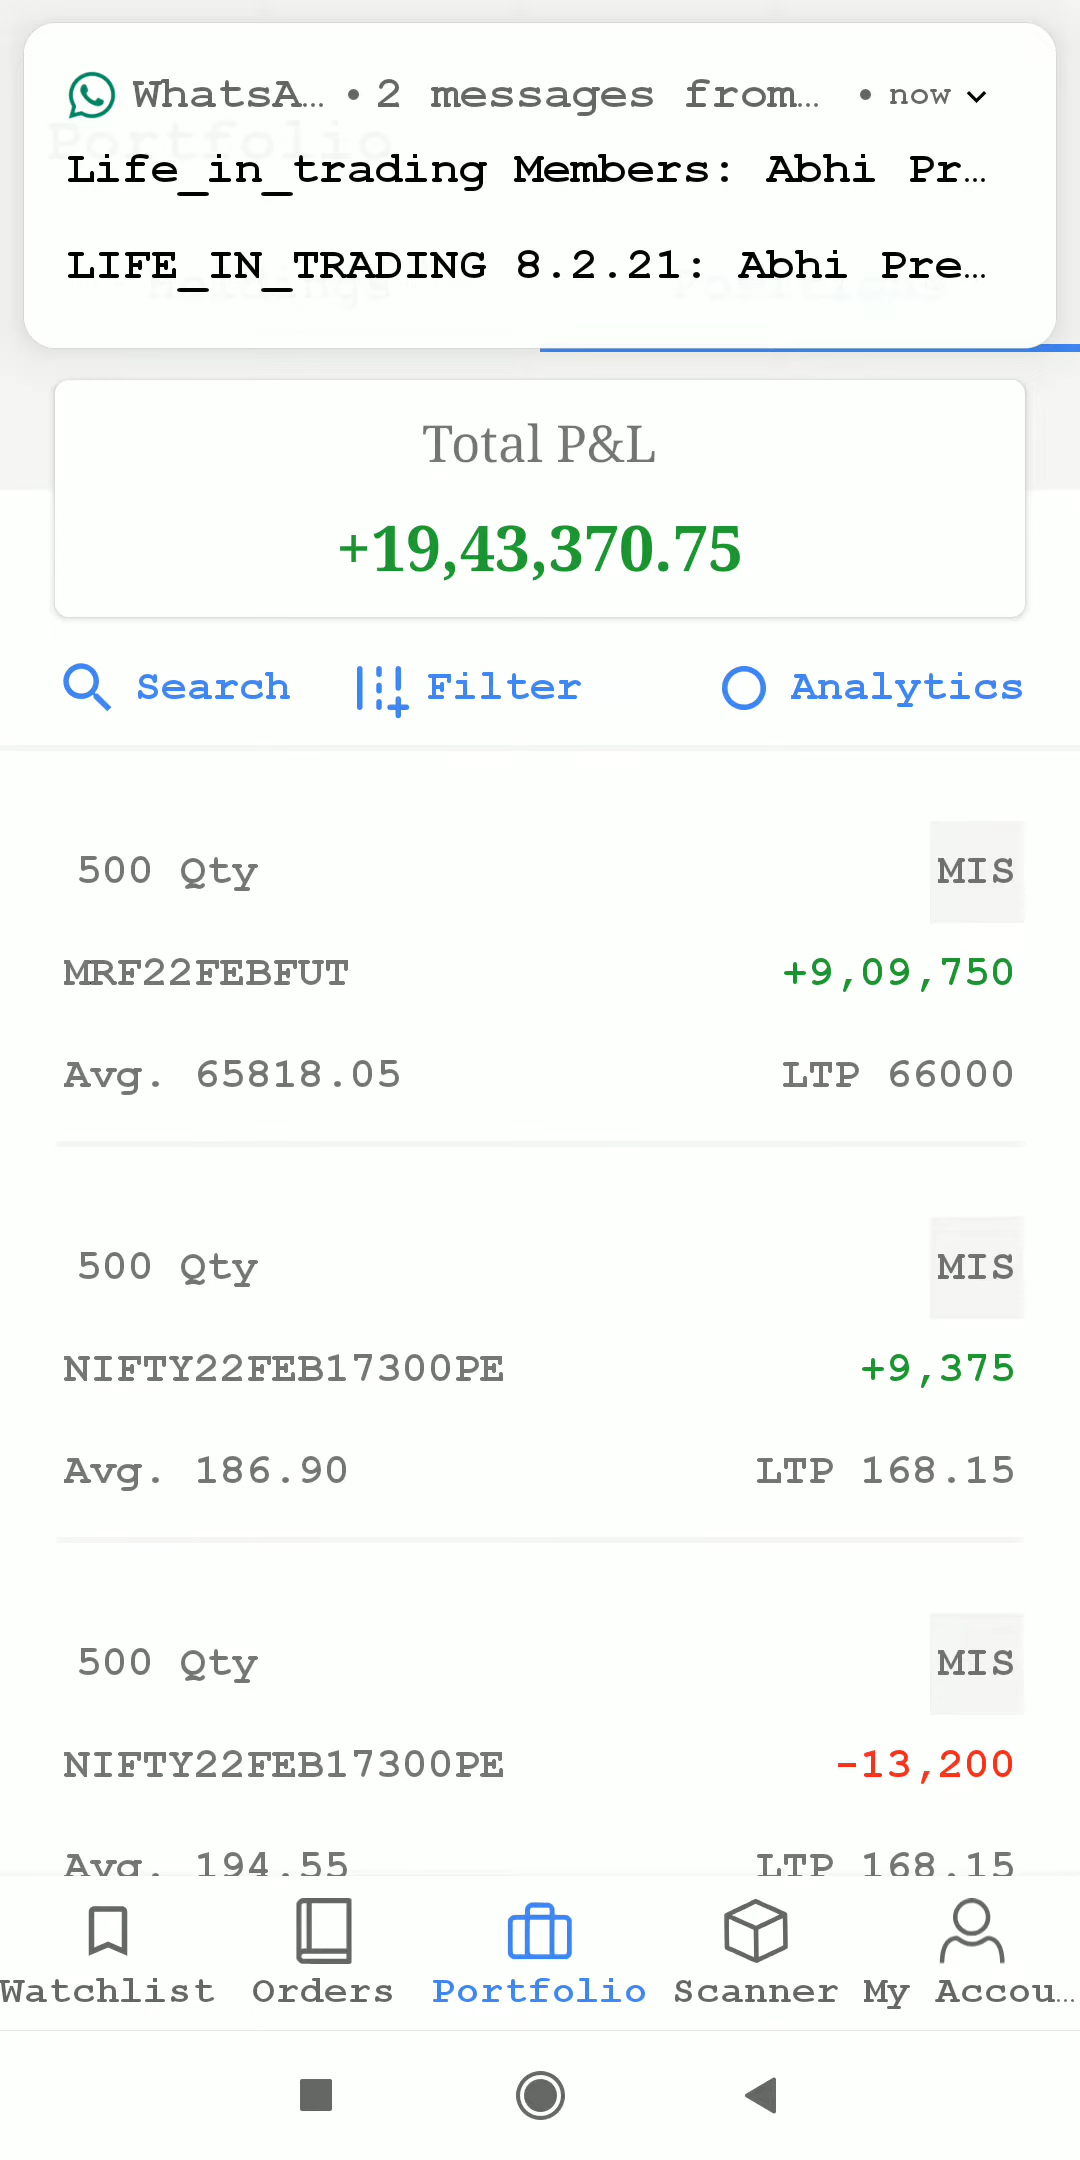 WhatsA… • 2 messages from… • now
Portfolio
Life_in_trading Members: Abhi Pr…
LIFE_IN_TRADING 8.2.21: Abhi Pre…
Holdings Positions
Total P&L
+19,43,370.75
Search Filter Analytics
500 Qty MIS
MRF22FEBFUT +9,09,750
Avg. 65818.05 LTP 66000
500 Qty MIS
NIFTY22FEB17300PE +9,375
Avg. 186.90 LTP 168.15
500 Qty MIS
NIFTY22FEB17300PE -13,200
Avg. 194.55 LTP 168.15
Watchlist Orders Portfolio Scanner My Accou…